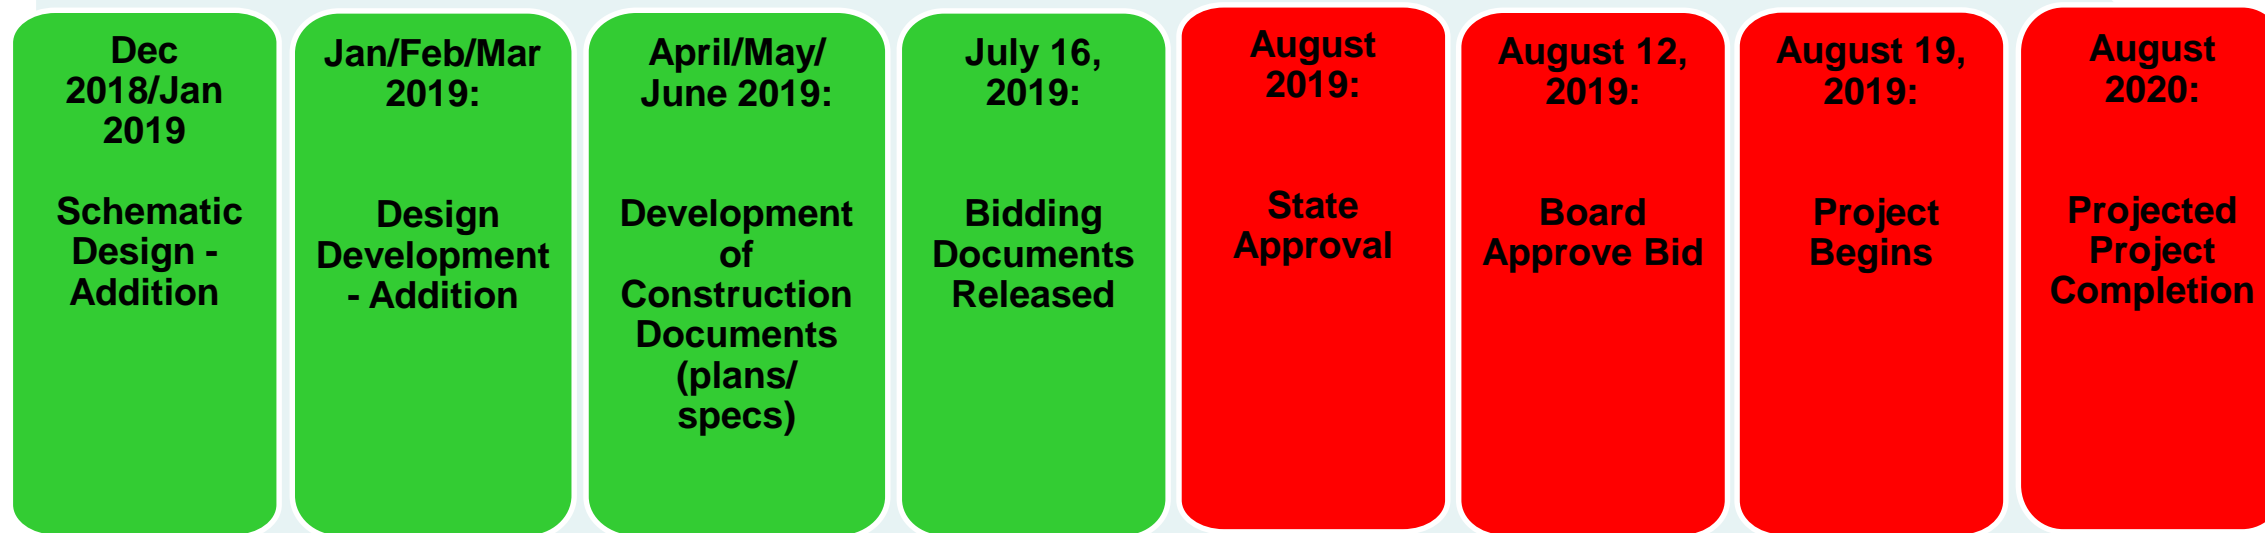 Dec
2018/Jan
2019
Schematic
Design -
Addition
Jan/Feb/Mar
2019:
Design
Development
- Addition
April/May/
June 2019:
Development
of
Construction
Documents
(plans/
specs)
July 16,
2019:
Bidding
Documents
Released
August
2019:
State
Approval
August 12,
2019:
Board
Approve Bid
August 19,
2019:
Project
Begins
August
2020:
Projected
Project
Completion